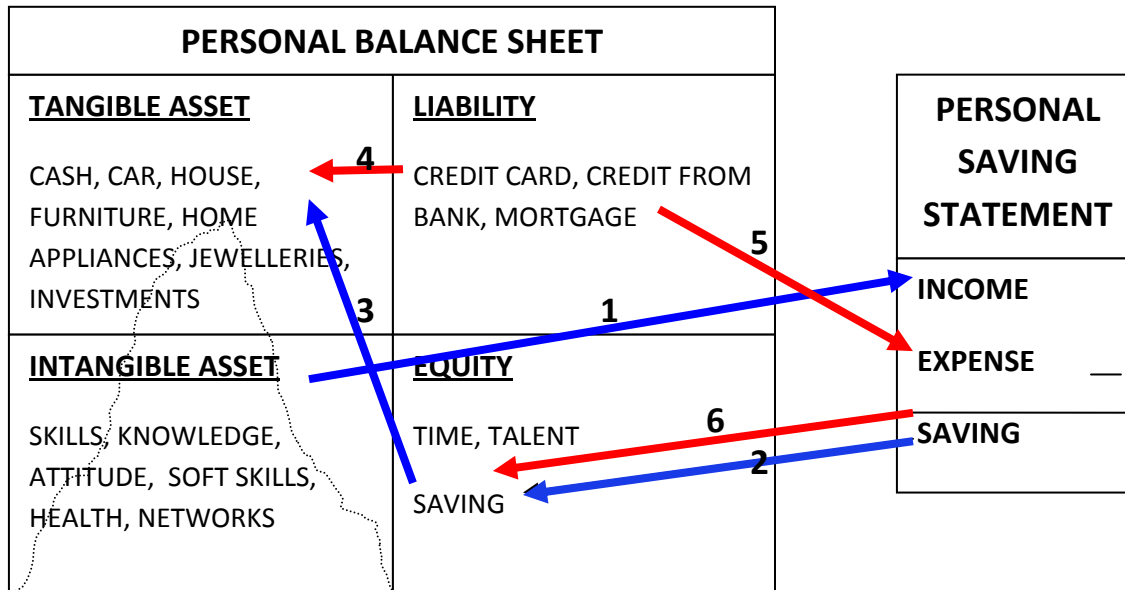 PERSONAL BALANCE SHEET
TANGIBLE ASSET
CASH, CAR, HOUSE,
FURNITURE, HOME
APPLIANCES, JEWELLERIES,
INVESTMENTS
LIABILITY
CREDIT CARD, CREDIT FROM
BANK, MORTGAGE
INTANGIBLE ASSET
SKILLS, KNOWLEDGE,
ATTITUDE, SOFT SKILLS,
HEALTH, NETWORKS
EQUITY
TIME, TALENT
SAVING
4
3
1
5
6
2
PERSONAL
SAVING
STATEMENT
INCOME
EXPENSE __
SAVING